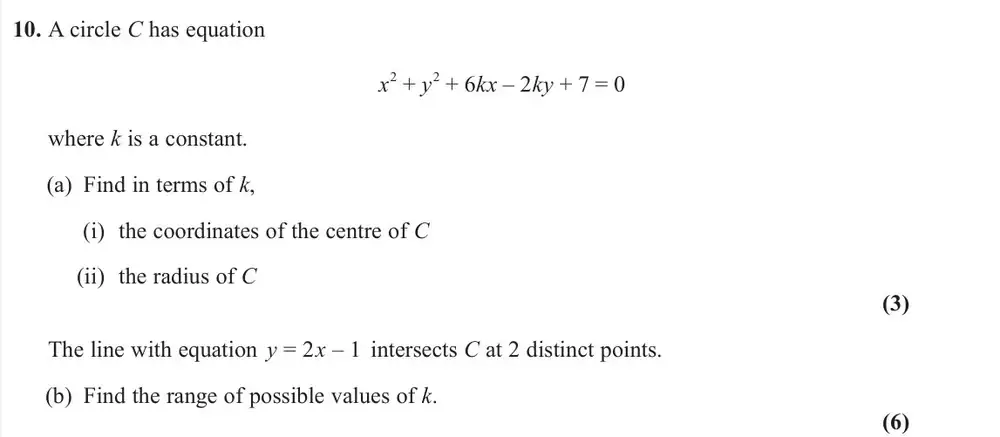 10. A circle C has equation
x² + y² + 6kx – 2ky + 7 = 0
where k is a constant.
(a) Find in terms of k,
(i) the coordinates of the centre of C
(ii) the radius of C
(3)
The line with equation y = 2x – 1 intersects C at 2 distinct points.
(b) Find the range of possible values of k.
(6)